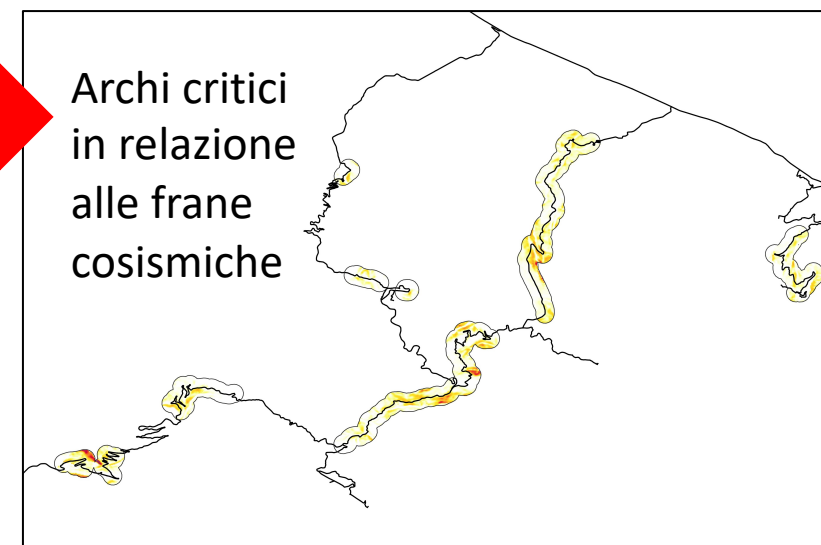 Archi critici
in relazione
alle frane
cosismiche